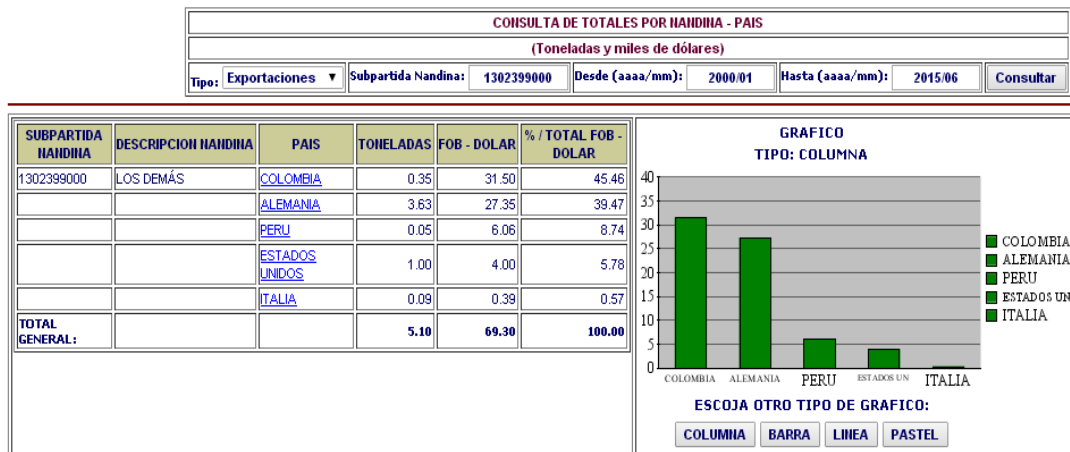 CONSULTA DE TOTALES POR NANDINA - PAIS
(Toneladas y miles de dólares)
Tipo: Exportaciones ▼ Subpartida Nandina: 1302399000 Desde (aaaa/mm): 2000/01 Hasta (aaaa/mm): 2015/06 Consultar
SUBPARTIDA NANDINA DESCRIPCION NANDINA PAIS TONELADAS FOB - DOLAR % / TOTAL FOB - DOLAR
1302399000 LOS DEMÁS COLOMBIA 0.35 31.50 45.46
ALEMANIA 3.63 27.35 39.47
PERU 0.05 6.06 8.74
ESTADOS UNIDOS 1.00 4.00 5.78
ITALIA 0.09 0.39 0.57
TOTAL GENERAL: 5.10 69.30 100.00
GRAFICO
TIPO: COLUMNA
40
35
30
25
20
15
10
5
0
COLOMBIA ALEMANIA PERU ESTADOS UN ITALIA
COLOMBIA
ALEMANIA
PERU
ESTADOS UN
ITALIA
ESCOJA OTRO TIPO DE GRAFICO:
COLUMNA BARRA LINEA PASTEL